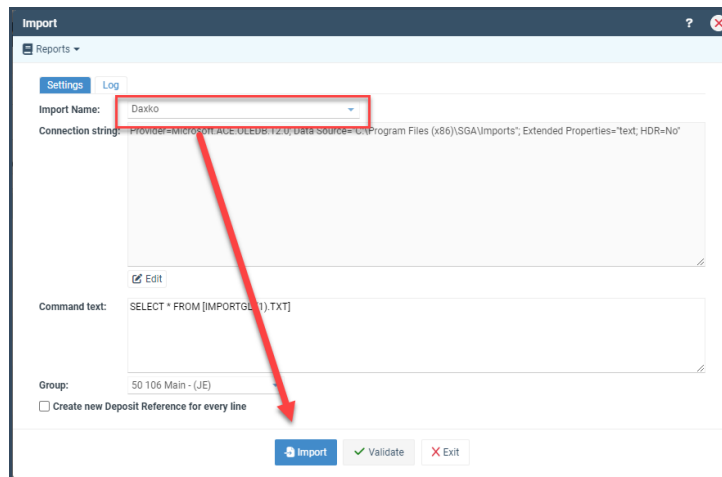 Import ?
Reports
Settings Log
Import Name: Daxko
Connection string: Provider=Microsoft.ACE.OLEDB.12.0; Data Source="C:\Program Files (x86)\SGA\Imports"; Extended Properties="text; HDR=No"
Edit
Command text: SELECT * FROM [IMPORTGL(1).TXT]
Group: 50 106 Main - (JE)
Create new Deposit Reference for every line
Import Validate Exit